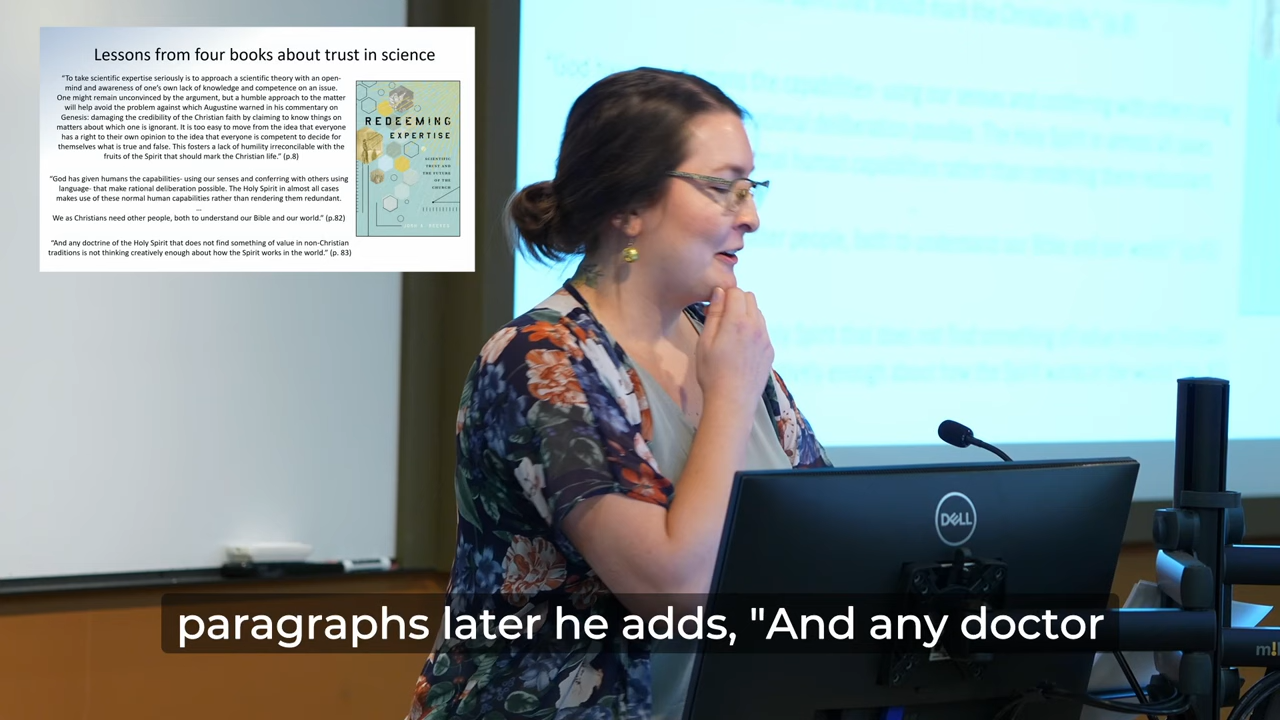 Lessons from four books about trust in science
“To take scientific expertise seriously is to approach a scientific theory with an open-
mind and awareness of one’s own lack of knowledge and competence on an issue.
One might remain unconvinced by the argument, but a humble approach to the matter
will help avoid the problem against which Augustine warned in his commentary on
Genesis: damaging the credibility of the Christian faith by claiming to know things on
matters about which one is ignorant. It is too easy to move from the idea that everyone
has a right to their own opinion to the idea that everyone is competent to decide for
themselves what is true and false. This fosters a lack of humility irreconcilable with the
fruits of the Spirit that should mark the Christian life.” (p.8)
“God has given humans the capabilities- using our senses and conferring with others using
language- that make rational deliberation possible. The Holy Spirit in almost all cases
makes use of these normal human capabilities rather than rendering them redundant.
…
We as Christians need other people, both to understand our Bible and our world.” (p.82)
“And any doctrine of the Holy Spirit that does not find something of value in non-Christian
traditions is not thinking creatively enough about how the Spirit works in the world.” (p. 83)
REDEEMING
EXPERTISE
SCIENTIFIC
TRUST AND
THE FUTURE
OF THE
CHURCH
DELL
paragraphs later he adds, "And any doctor